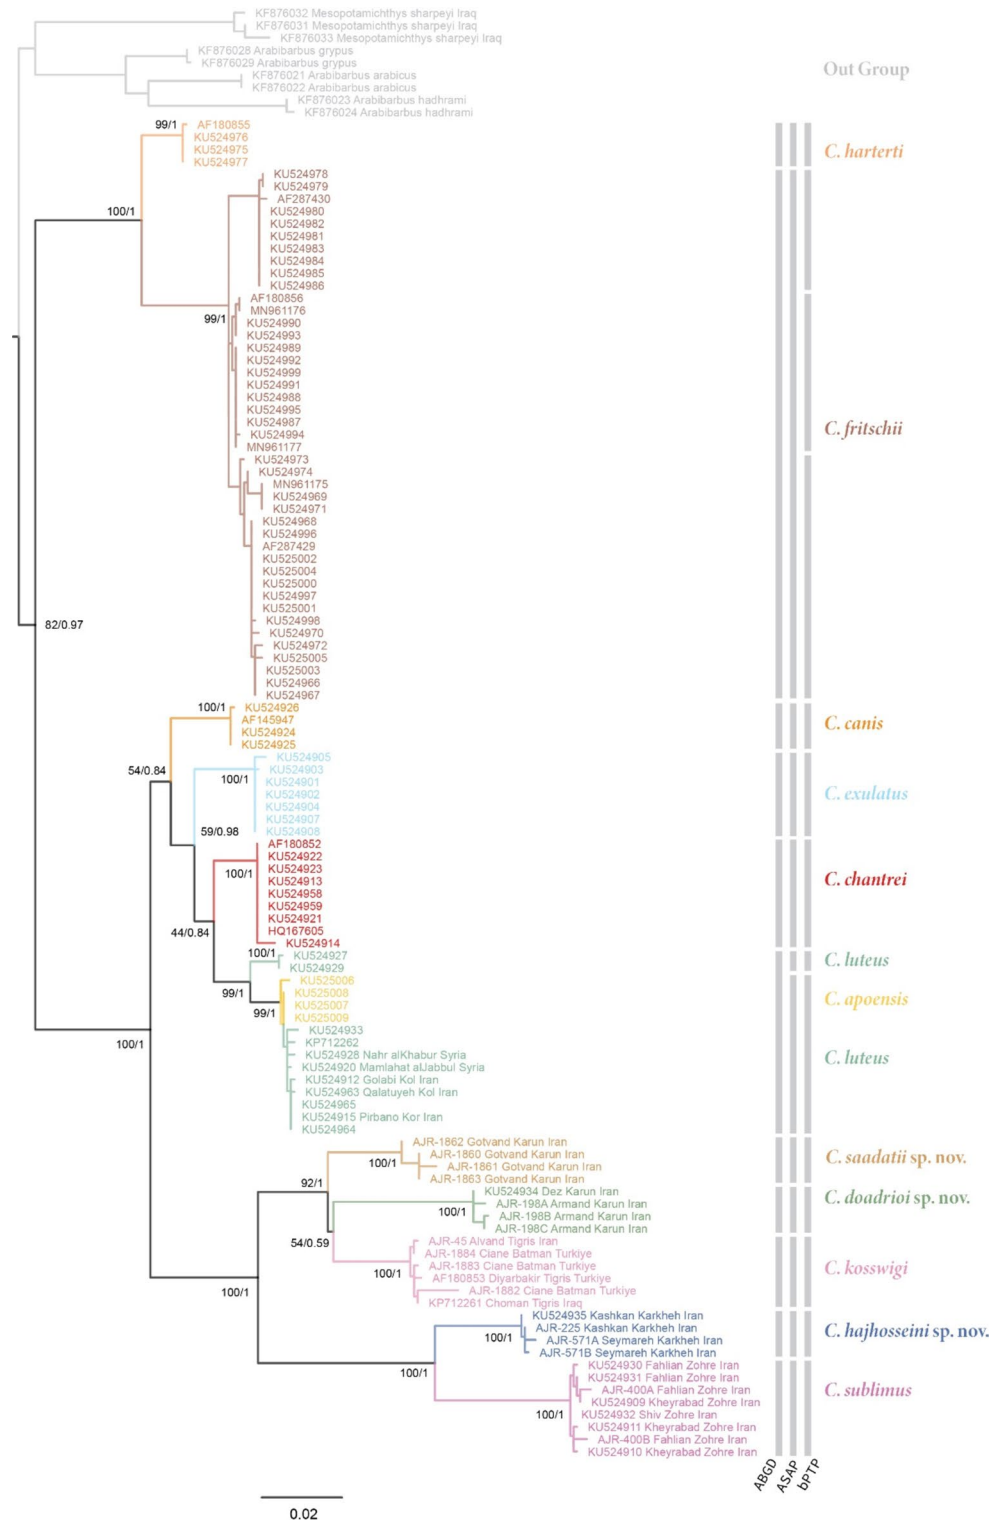 KF876032 Mesopotamichthys sharpeyi Iraq
KF876031 Mesopotamichthys sharpeyi Iraq
KF876033 Mesopotamichthys sharpeyi Iraq
KF876028 Arabibarbus grypus
KF876029 Arabibarbus grypus
KF876021 Arabibarbus arabicus
KF876022 Arabibarbus arabicus
KF876023 Arabibarbus hadhrami
KF876024 Arabibarbus hadhrami
Out Group
99/1
AF180855
KU524976
KU524975
KU524977
C. harterti
100/1
KU524978
KU524979
AF287430
KU524980
KU524982
KU524981
KU524983
KU524984
KU524985
KU524986
99/1
AF180856
MN961176
KU524990
KU524993
KU524989
KU524992
KU524999
KU524991
KU524988
KU524995
KU524987
KU524994
MN961177
C. fritschii
KU524973
KU524974
MN961175
KU524969
KU524971
KU524968
KU524996
AF287429
KU525002
KU525004
KU525000
KU524997
KU525001
KU524998
KU524970
KU524972
KU525005
KU525003
KU524966
KU524967
82/0.97
100/1
KU524926
AF145947
KU524924
KU524925
C. canis
54/0.84
100/1
KU524905
KU524903
KU524901
KU524902
KU524904
KU524907
KU524908
C. exulatus
59/0.98
100/1
AF180852
KU524922
KU524923
KU524913
KU524958
KU524959
KU524921
HQ167605
KU524914
C. chantrei
44/0.84
100/1
KU524927
KU524929
C. luteus
99/1
99/1
KU525006
KU525008
KU525007
KU525009
C. apoensis
KU524933
KP712262
KU524928 Nahr alKhabur Syria
KU524920 Mamlahat alJabbul Syria
KU524912 Golabi Kol Iran
KU524963 Qalatuyeh Kol Iran
KU524965
KU524915 Pirbano Kor Iran
KU524964
C. luteus
100/1
AJR-1862 Gotvand Karun Iran
AJR-1860 Gotvand Karun Iran
AJR-1861 Gotvand Karun Iran
AJR-1863 Gotvand Karun Iran
100/1
C. saadatii sp. nov.
92/1
KU524934 Dez Karun Iran
AJR-198A Armand Karun Iran
AJR-198B Armand Karun Iran
AJR-198C Armand Karun Iran
100/1
C. doadrioi sp. nov.
54/0.59
AJR-45 Alvand Tigris Iran
AJR-1884 Ciane Batman Turkiye
AJR-1883 Ciane Batman Turkiye
AF180853 Diyarbakir Tigris Turkiye
AJR-1882 Ciane Batman Turkiye
KP712261 Choman Tigris Iraq
100/1
C. kosswigi
100/1
KU524935 Kashkan Karkheh Iran
AJR-225 Kashkan Karkheh Iran
AJR-571A Seymareh Karkheh Iran
AJR-571B Seymareh Karkheh Iran
100/1
C. hajhosseini sp. nov.
100/1
KU524930 Fahlian Zohre Iran
KU524931 Fahlian Zohre Iran
AJR-400A Fahlian Zohre Iran
KU524909 Kheyrabad Zohre Iran
KU524932 Shiv Zohre Iran
KU524911 Kheyrabad Zohre Iran
AJR-400B Fahlian Zohre Iran
KU524910 Kheyrabad Zohre Iran
100/1
C. sublimus
ABGD
ASAP
bPTP
0.02